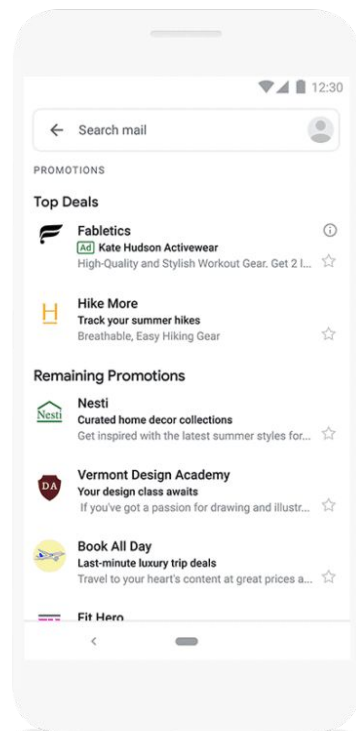 12:30
Search mail
PROMOTIONS
Top Deals
Fabletics
Ad Kate Hudson Activewear
High-Quality and Stylish Workout Gear. Get 2 l...
H
Hike More
Track your summer hikes
Breathable, Easy Hiking Gear
Remaining Promotions
Nesti
Nesti
Curated home decor collections
Get inspired with the latest summer styles for...
DA
Vermont Design Academy
Your design class awaits
If you've got a passion for drawing and illustr...
Book All Day
Last-minute luxury trip deals
Travel to your heart's content at great prices a...
Fit Hero